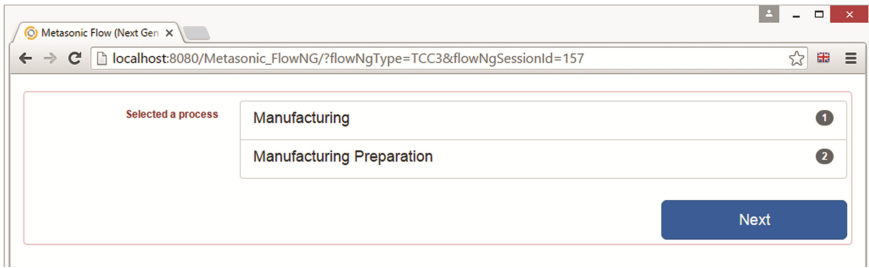 Metasonic Flow (Next Gen
localhost:8080/Metasonic_FlowNG/?flowNgType=TCC3&flowNgSessionId=157
Selected a process
Manufacturing 1
Manufacturing Preparation 2
Next